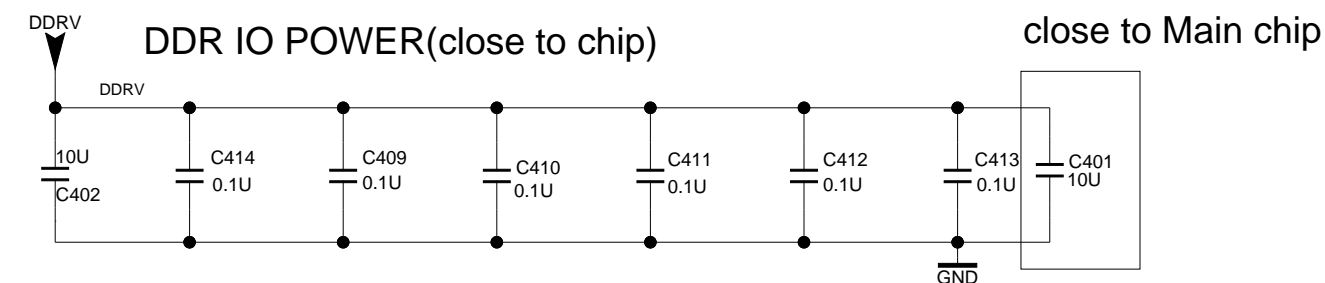 DDRV
DDR IO POWER(close to chip)
close to Main chip
DDRV
10U
C402
C414
0.1U
C409
0.1U
C410
0.1U
C411
0.1U
C412
0.1U
C413
0.1U
C401
10U
GND